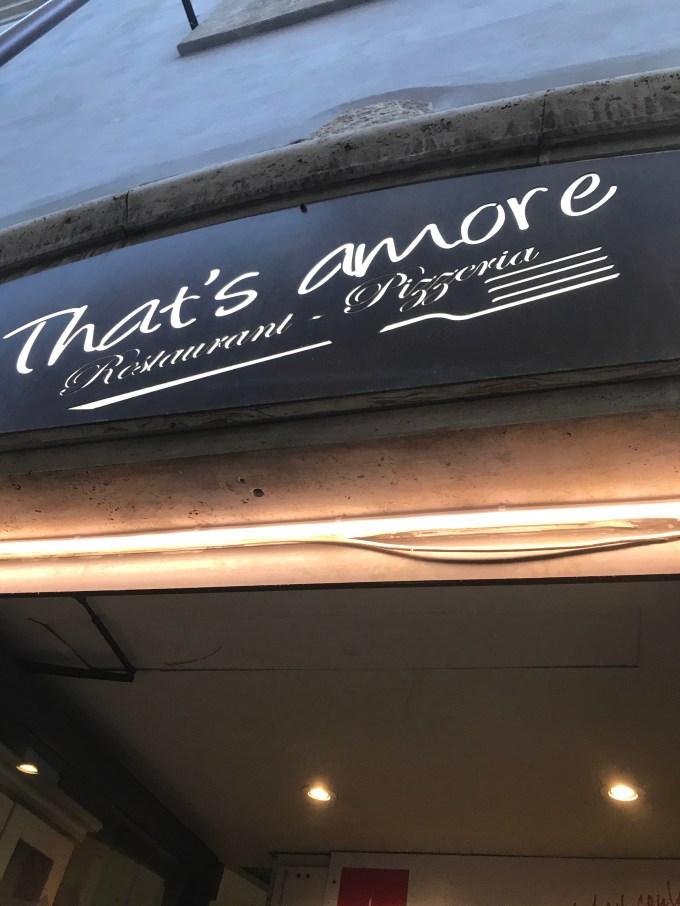 That's amore
Restaurant - Pizzeria